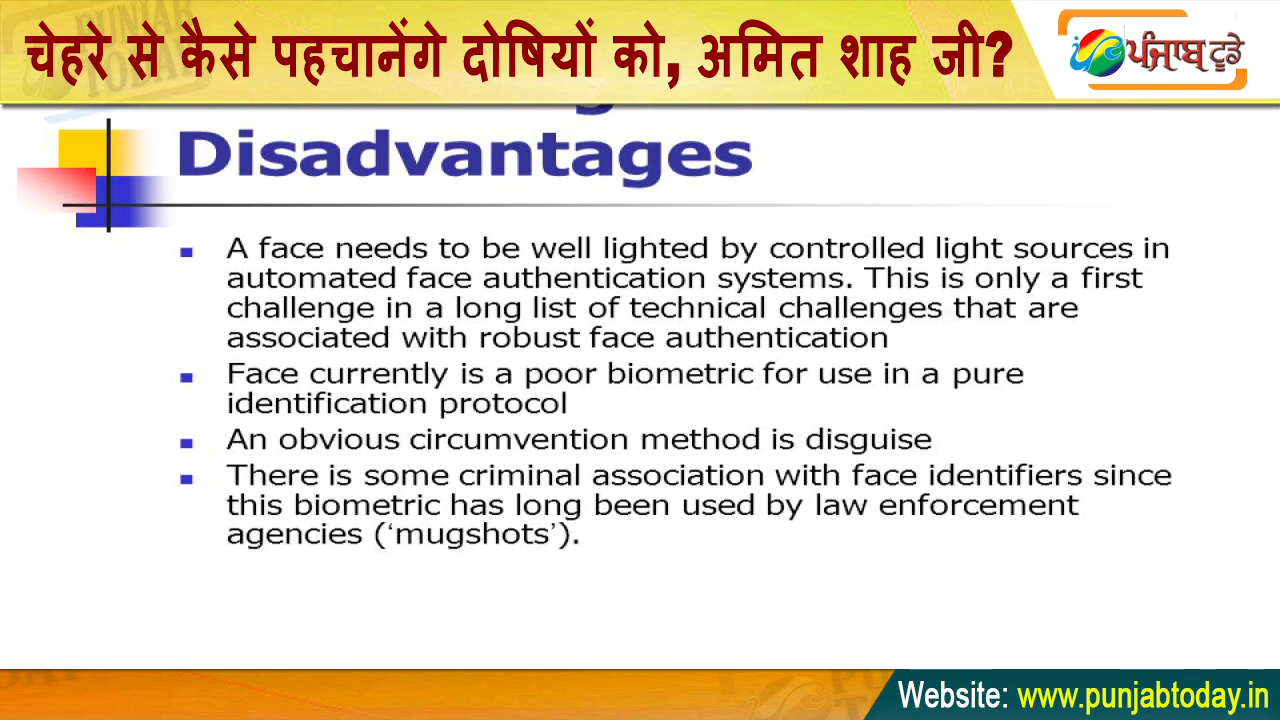 चेहरे से कैसे पहचानेंगे दोषियों को, अमित शाह जी?
ਪੰਜਾਬ ਟੂਡੇ
Disadvantages
A face needs to be well lighted by controlled light sources in
automated face authentication systems. This is only a first
challenge in a long list of technical challenges that are
associated with robust face authentication
Face currently is a poor biometric for use in a pure
identification protocol
An obvious circumvention method is disguise
There is some criminal association with face identifiers since
this biometric has long been used by law enforcement
agencies (‘mugshots’).
Website: www.punjabtoday.in